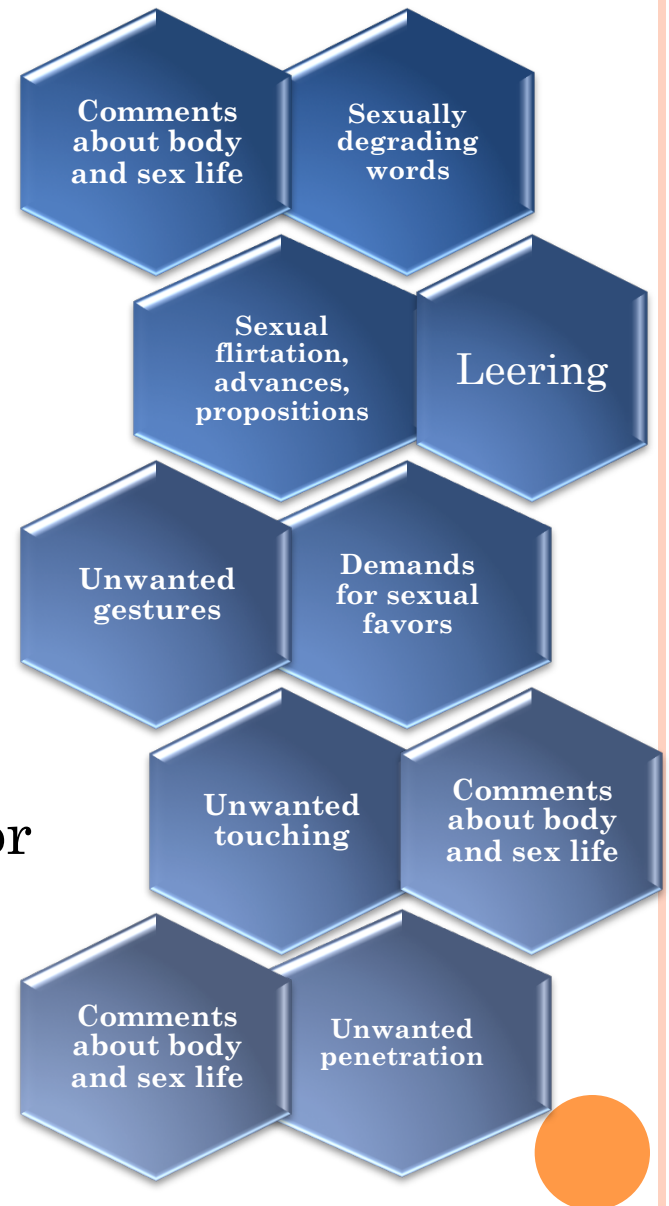 Comments
about body
and sex life
Sexually
degrading
words
Sexual
flirtation,
advances,
propositions
Leering
Unwanted
gestures
Demands
for sexual
favors
Unwanted
touching
Comments
about body
and sex life
or
Comments
about body
and sex life
Unwanted
penetration